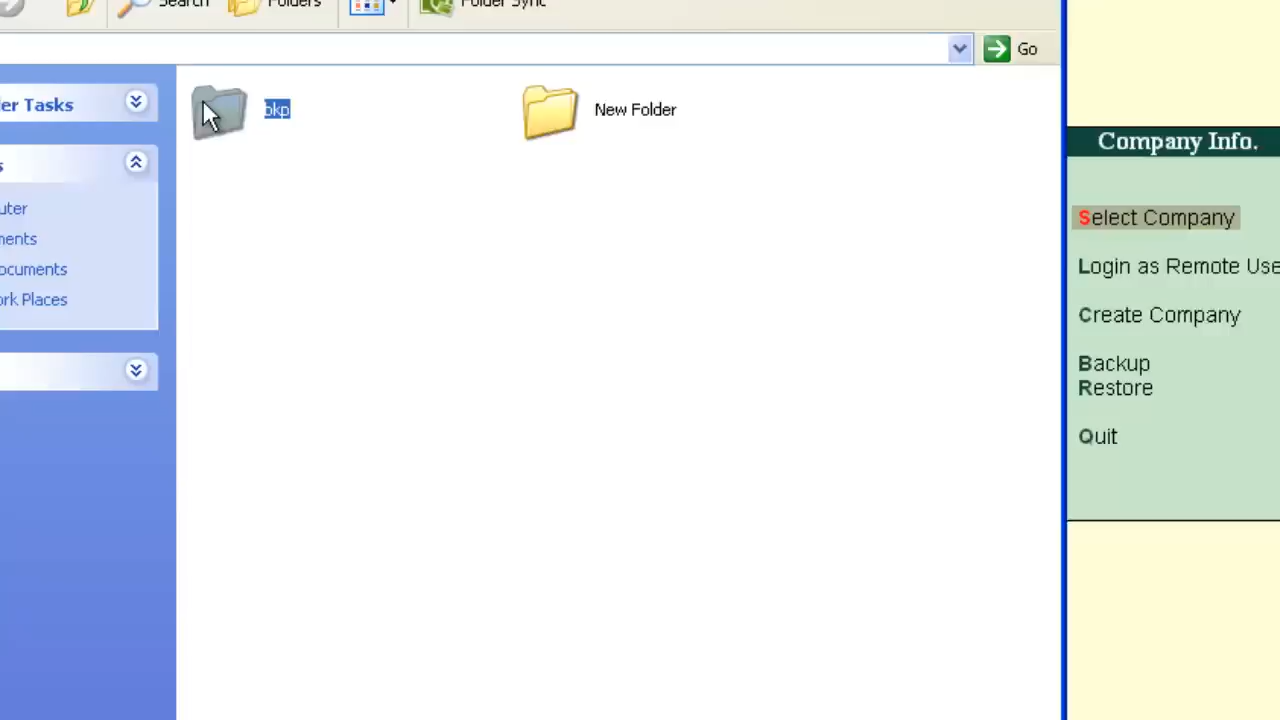 Search Folders Folder Sync
Go
er Tasks
bkp
New Folder
s
uter
ments
ocuments
rk Places
Company Info.
Select Company
Login as Remote Use
Create Company
Backup
Restore
Quit